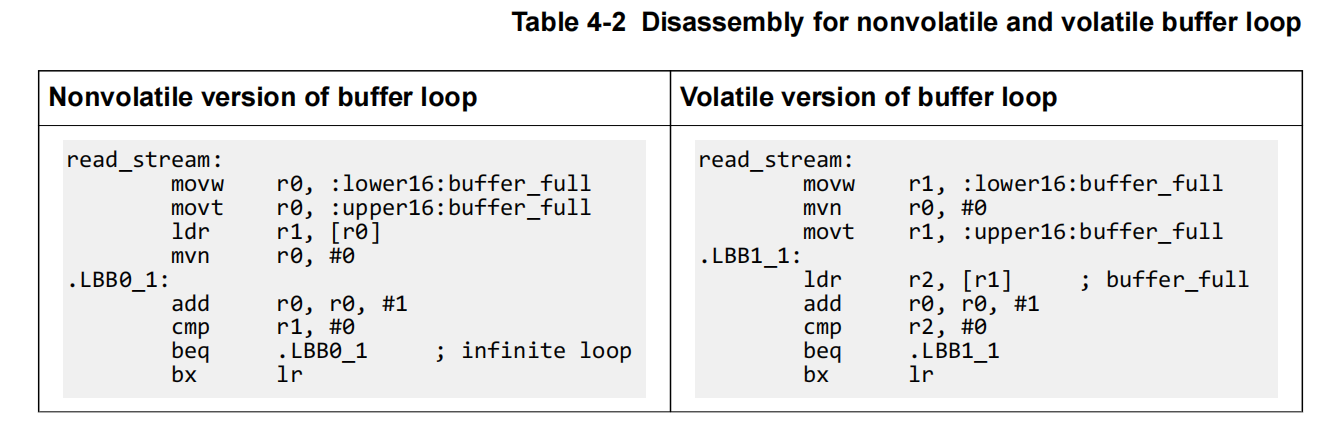 Table 4-2  Disassembly for nonvolatile and volatile buffer loop
Nonvolatile version of buffer loop
read_stream:
        movw    r0, :lower16:buffer_full
        movt    r0, :upper16:buffer_full
        ldr     r1, [r0]
        mvn     r0, #0
.LBB0_1:
        add     r0, r0, #1
        cmp     r1, #0
        beq     .LBB0_1     ; infinite loop
        bx      lr
Volatile version of buffer loop
read_stream:
        movw    r1, :lower16:buffer_full
        mvn     r0, #0
        movt    r1, :upper16:buffer_full
.LBB1_1:
        ldr     r2, [r1]     ; buffer_full
        add     r0, r0, #1
        cmp     r2, #0
        beq     .LBB1_1
        bx      lr